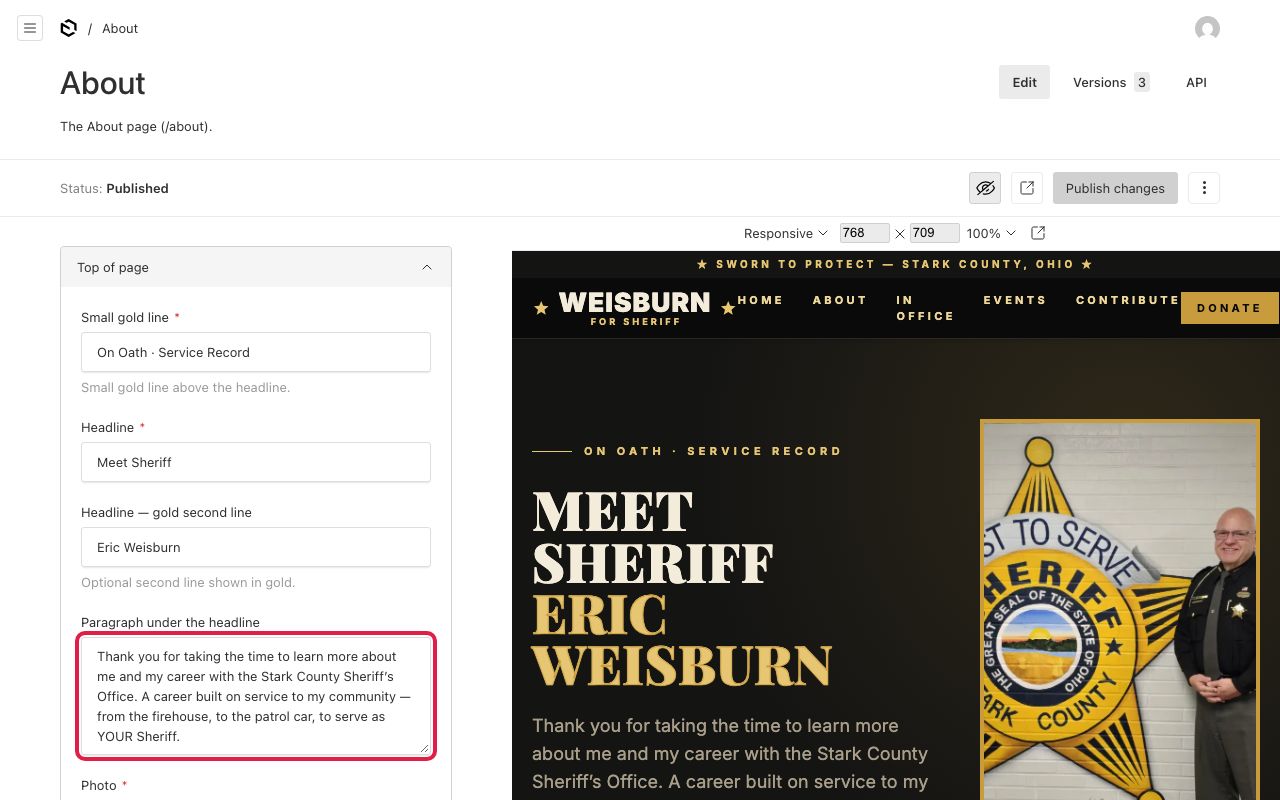 / About
About
Edit
Versions 3
API
The About page (/about).
Status: Published
Publish changes
Responsive 768 × 709 100%
Top of page
Small gold line *
On Oath · Service Record
Small gold line above the headline.
Headline *
Meet Sheriff
Headline — gold second line
Eric Weisburn
Optional second line shown in gold.
Paragraph under the headline
Thank you for taking the time to learn more about
me and my career with the Stark County Sheriff’s
Office. A career built on service to my community —
from the firehouse, to the patrol car, to serve as
YOUR Sheriff.
Photo *
★ SWORN TO PROTECT — STARK COUNTY, OHIO ★
★ WEISBURN ★
FOR SHERIFF
HOME
ABOUT
IN
OFFICE
EVENTS
CONTRIBUTE
DONATE
ON OATH · SERVICE RECORD
MEET
SHERIFF
ERIC
WEISBURN
Thank you for taking the time to learn more
about me and my career with the Stark County
Sheriff’s Office. A career built on service to my
ST TO SERVE
HERIFF
THE GREAT SEAL OF THE STATE OF OHIO
ARK COUNTY